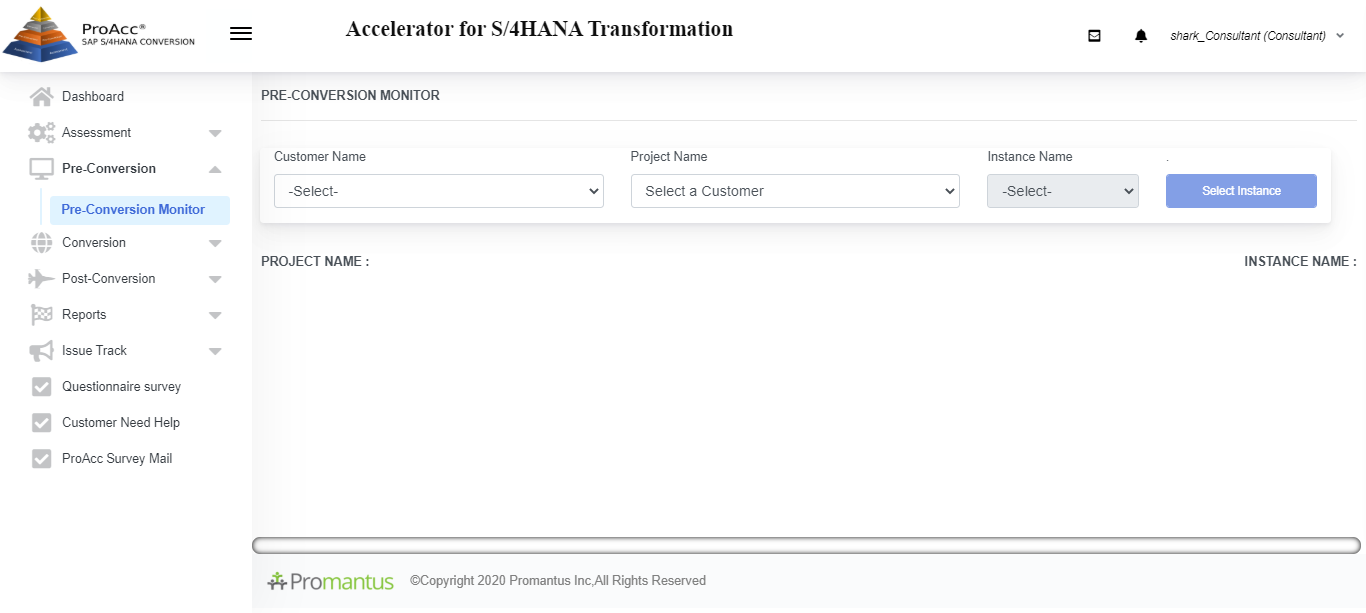 ProAcc®
SAP S/4HANA CONVERSION
Accelerator for S/4HANA Transformation
shark_Consultant (Consultant)
Dashboard
Assessment
Pre-Conversion
Pre-Conversion Monitor
Conversion
Post-Conversion
Reports
Issue Track
Questionnaire survey
Customer Need Help
ProAcc Survey Mail
PRE-CONVERSION MONITOR
Customer Name
-Select-
Project Name
Select a Customer
Instance Name
-Select-
.
Select Instance
PROJECT NAME :
INSTANCE NAME :
Promantus
©Copyright 2020 Promantus Inc,All Rights Reserved